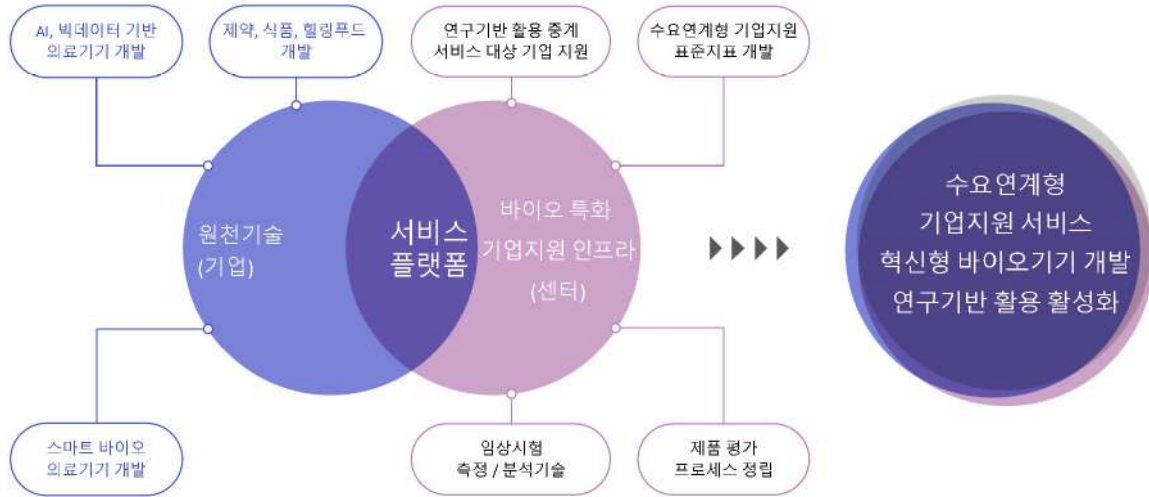 AI, 빅데이터 기반
의료기기 개발
제약, 식품, 힐링푸드
개발
연구기반 활용 중계
서비스 대상 기업 지원
수요연계형 기업지원
표준지표 개발
원천기술
(기업)
서비스
플랫폼
바이오 특화
기업지원 인프라
(센터)
수요연계형
기업지원 서비스
혁신형 바이오기기 개발
연구기반 활용 활성화
스마트 바이오
의료기기 개발
임상시험
측정 / 분석기술
제품 평가
프로세스 정립